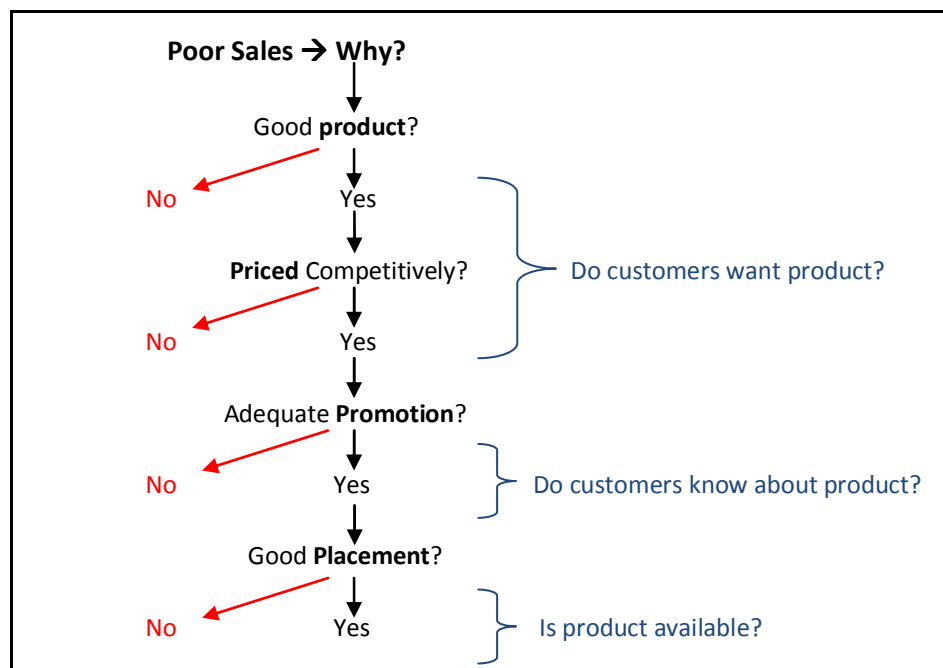 Poor Sales → Why?
Good product?
No
Yes
Priced Competitively?
Do customers want product?
No
Yes
Adequate Promotion?
No
Yes
Do customers know about product?
Good Placement?
No
Yes
Is product available?